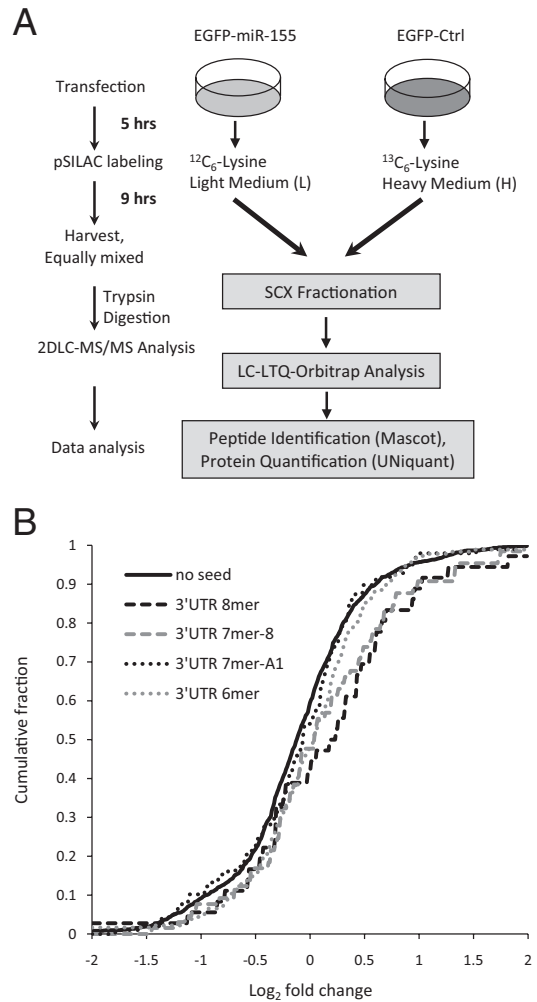 A
EGFP-miR-155
EGFP-Ctrl
Transfection
5 hrs
pSILAC labeling
¹²C₆-Lysine
Light Medium (L)
¹³C₆-Lysine
Heavy Medium (H)
9 hrs
Harvest,
Equally mixed
SCX Fractionation
Trypsin
Digestion
2DLC-MS/MS Analysis
LC-LTQ-Orbitrap Analysis
Data analysis
Peptide Identification (Mascot),
Protein Quantification (UNiquant)
B
Cumulative fraction
1
0.9
0.8
0.7
0.6
0.5
0.4
0.3
0.2
0.1
0
no seed
3'UTR 8mer
3'UTR 7mer-8
3'UTR 7mer-A1
3'UTR 6mer
-2 -1.5 -1 -0.5 0 0.5 1 1.5 2
Log₂ fold change